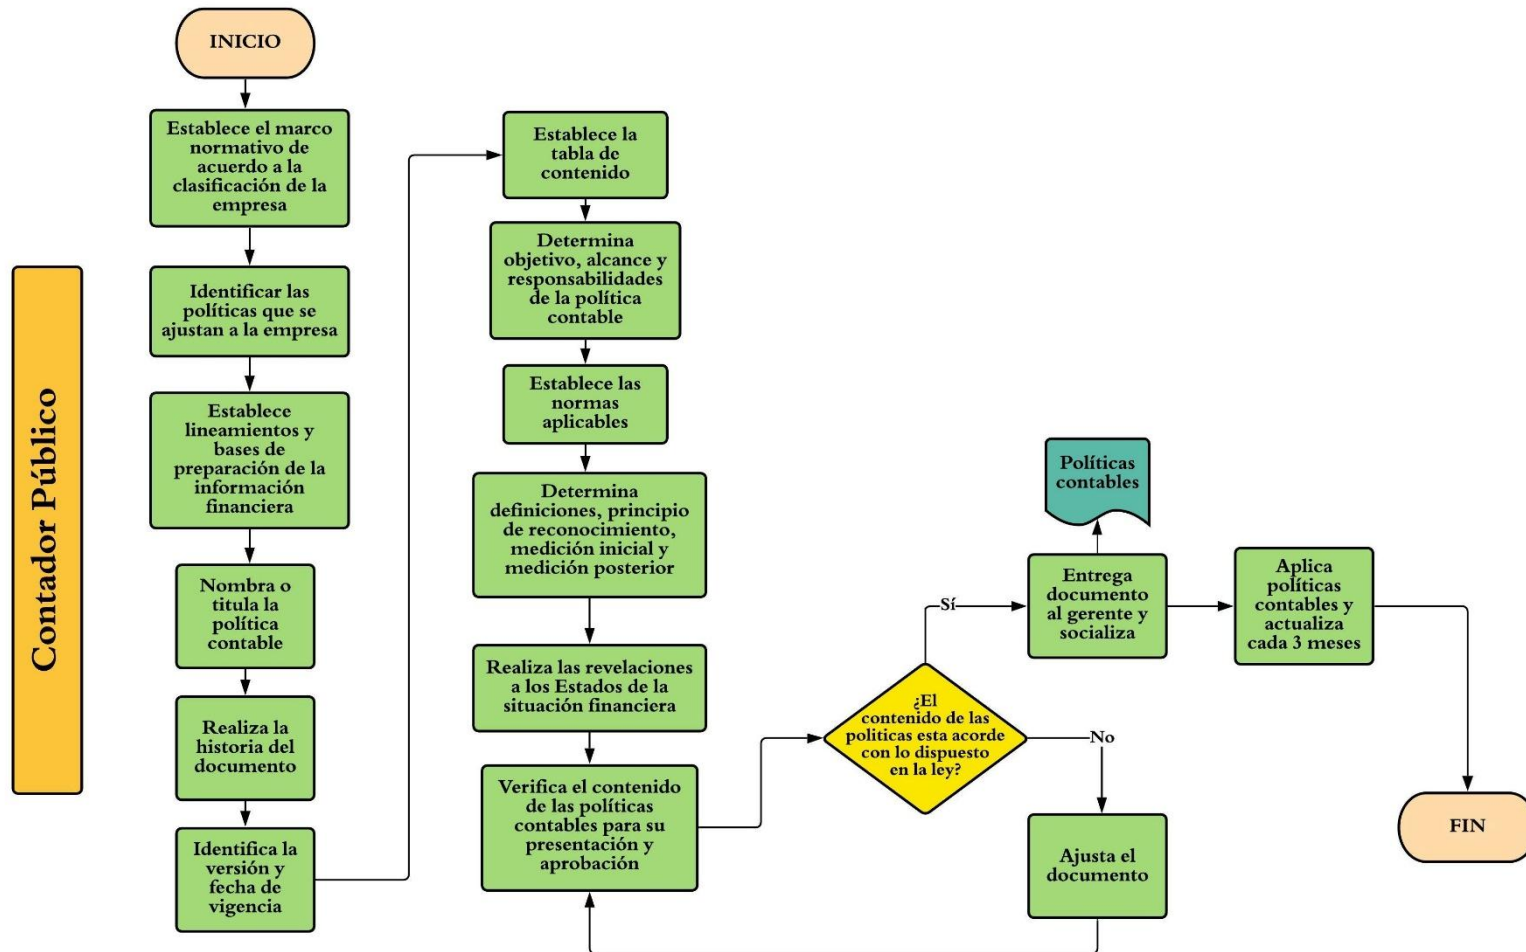 INICIO
Establece el marco
normativo de
acuerdo a la
clasificación de la
empresa
Identificar las
políticas que se
ajustan a la empresa
Establece
lineamientos y
bases de
preparación de la
información
financiera
Nombra o
titula la
política
contable
Realiza la
historia del
documento
Identifica la
versión y
fecha de
vigencia
Contador Público
Establece la
tabla de
contenido
Determina
objetivo, alcance y
responsabilidades
de la política
contable
Establece las
normas
aplicables
Determina
definiciones, principio
de reconocimiento,
medición inicial y
medición posterior
Realiza las revelaciones
a los Estados de la
situación financiera
Verifica el contenido
de las políticas
contables para su
presentación y
aprobación
¿El
contenido de las
politicas esta acorde
con lo dispuesto
en la ley?
Sí
No
Ajusta el
documento
Políticas
contables
Entrega
documento
al gerente y
socializa
Aplica
políticas
contables y
actualiza
cada 3 meses
FIN